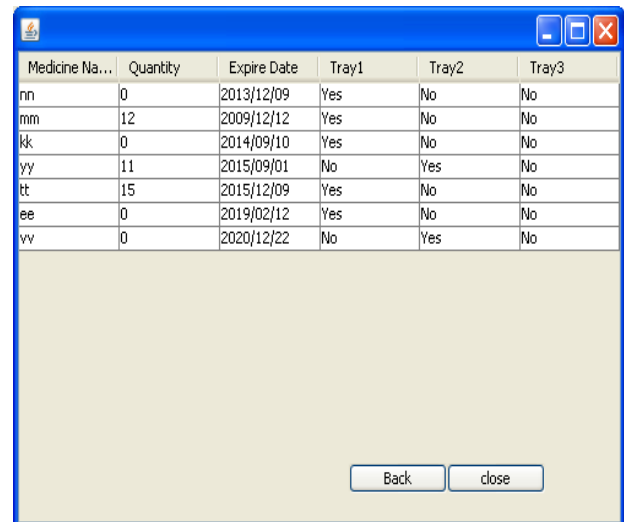 Medicine Na... Quantity Expire Date Tray1 Tray2 Tray3
nn 0 2013/12/09 Yes No No
mm 12 2009/12/12 Yes No No
kk 0 2014/09/10 Yes No No
yy 11 2015/09/01 No Yes No
tt 15 2015/12/09 Yes No No
ee 0 2019/02/12 Yes No No
vv 0 2020/12/22 No Yes No
Back close